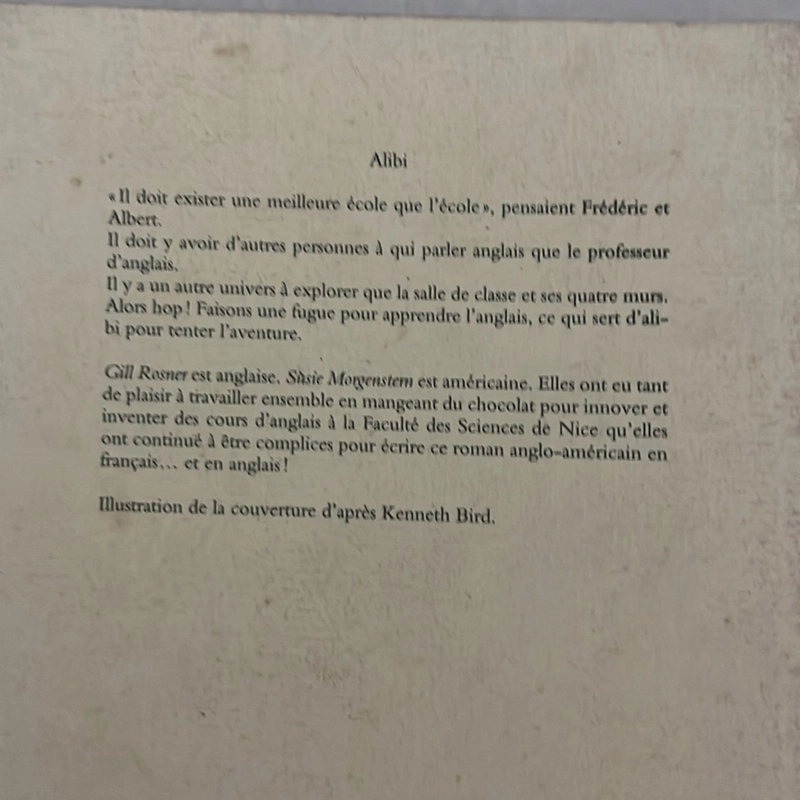 Alibi
« Il doit exister une meilleure école que l'école », pensaient Frédéric et
Albert.
Il doit y avoir d'autres personnes à qui parler anglais que le professeur
d'anglais.
Il y a un autre univers à explorer que la salle de classe et ses quatre murs.
Alors hop ! Faisons une fugue pour apprendre l'anglais, ce qui sert d'ali-
bi pour tenter l'aventure.
Gill Rosner est anglaise. Susie Morgenstern est américaine. Elles ont eu tant
de plaisir à travailler ensemble en mangeant du chocolat pour innover et
inventer des cours d'anglais à la Faculté des Sciences de Nice qu'elles
ont continué à être complices pour écrire ce roman anglo-américain en
français... et en anglais !
Illustration de la couverture d'après Kenneth Bird.